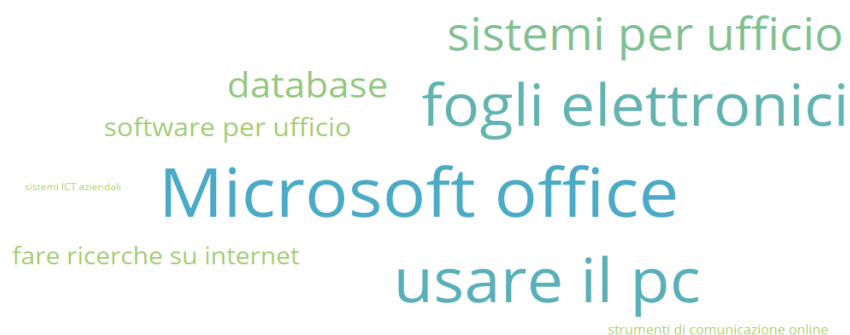 sistemi per ufficio
database
fogli elettronici
software per ufficio
Microsoft office
sistemi ICT aziendali
fare ricerche su internet
usare il pc
strumenti di comunicazione online